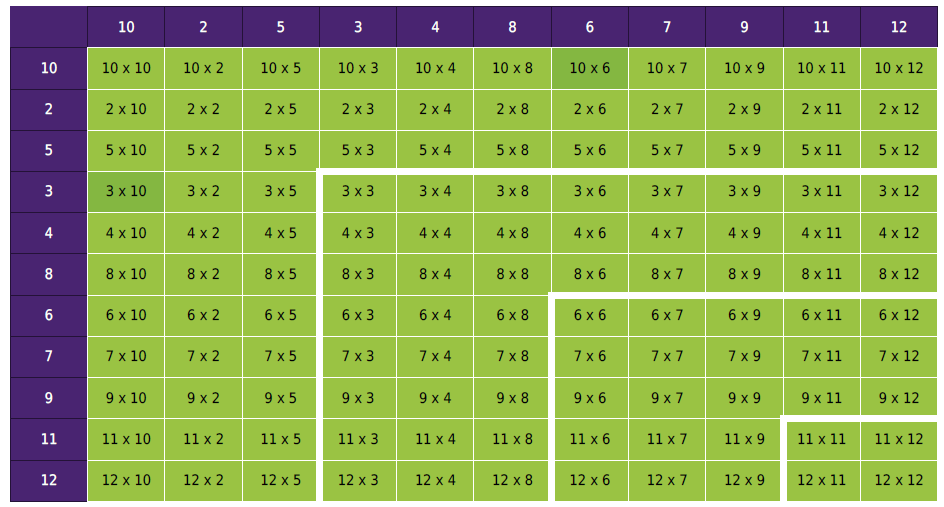 10 2 5 3 4 8 6 7 9 11 12
10 10 x 10 10 x 2 10 x 5 10 x 3 10 x 4 10 x 8 10 x 6 10 x 7 10 x 9 10 x 11 10 x 12
2 2 x 10 2 x 2 2 x 5 2 x 3 2 x 4 2 x 8 2 x 6 2 x 7 2 x 9 2 x 11 2 x 12
5 5 x 10 5 x 2 5 x 5 5 x 3 5 x 4 5 x 8 5 x 6 5 x 7 5 x 9 5 x 11 5 x 12
3 3 x 10 3 x 2 3 x 5 3 x 3 3 x 4 3 x 8 3 x 6 3 x 7 3 x 9 3 x 11 3 x 12
4 4 x 10 4 x 2 4 x 5 4 x 3 4 x 4 4 x 8 4 x 6 4 x 7 4 x 9 4 x 11 4 x 12
8 8 x 10 8 x 2 8 x 5 8 x 3 8 x 4 8 x 8 8 x 6 8 x 7 8 x 9 8 x 11 8 x 12
6 6 x 10 6 x 2 6 x 5 6 x 3 6 x 4 6 x 8 6 x 6 6 x 7 6 x 9 6 x 11 6 x 12
7 7 x 10 7 x 2 7 x 5 7 x 3 7 x 4 7 x 8 7 x 6 7 x 7 7 x 9 7 x 11 7 x 12
9 9 x 10 9 x 2 9 x 5 9 x 3 9 x 4 9 x 8 9 x 6 9 x 7 9 x 9 9 x 11 9 x 12
11 11 x 10 11 x 2 11 x 5 11 x 3 11 x 4 11 x 8 11 x 6 11 x 7 11 x 9 11 x 11 11 x 12
12 12 x 10 12 x 2 12 x 5 12 x 3 12 x 4 12 x 8 12 x 6 12 x 7 12 x 9 12 x 11 12 x 12